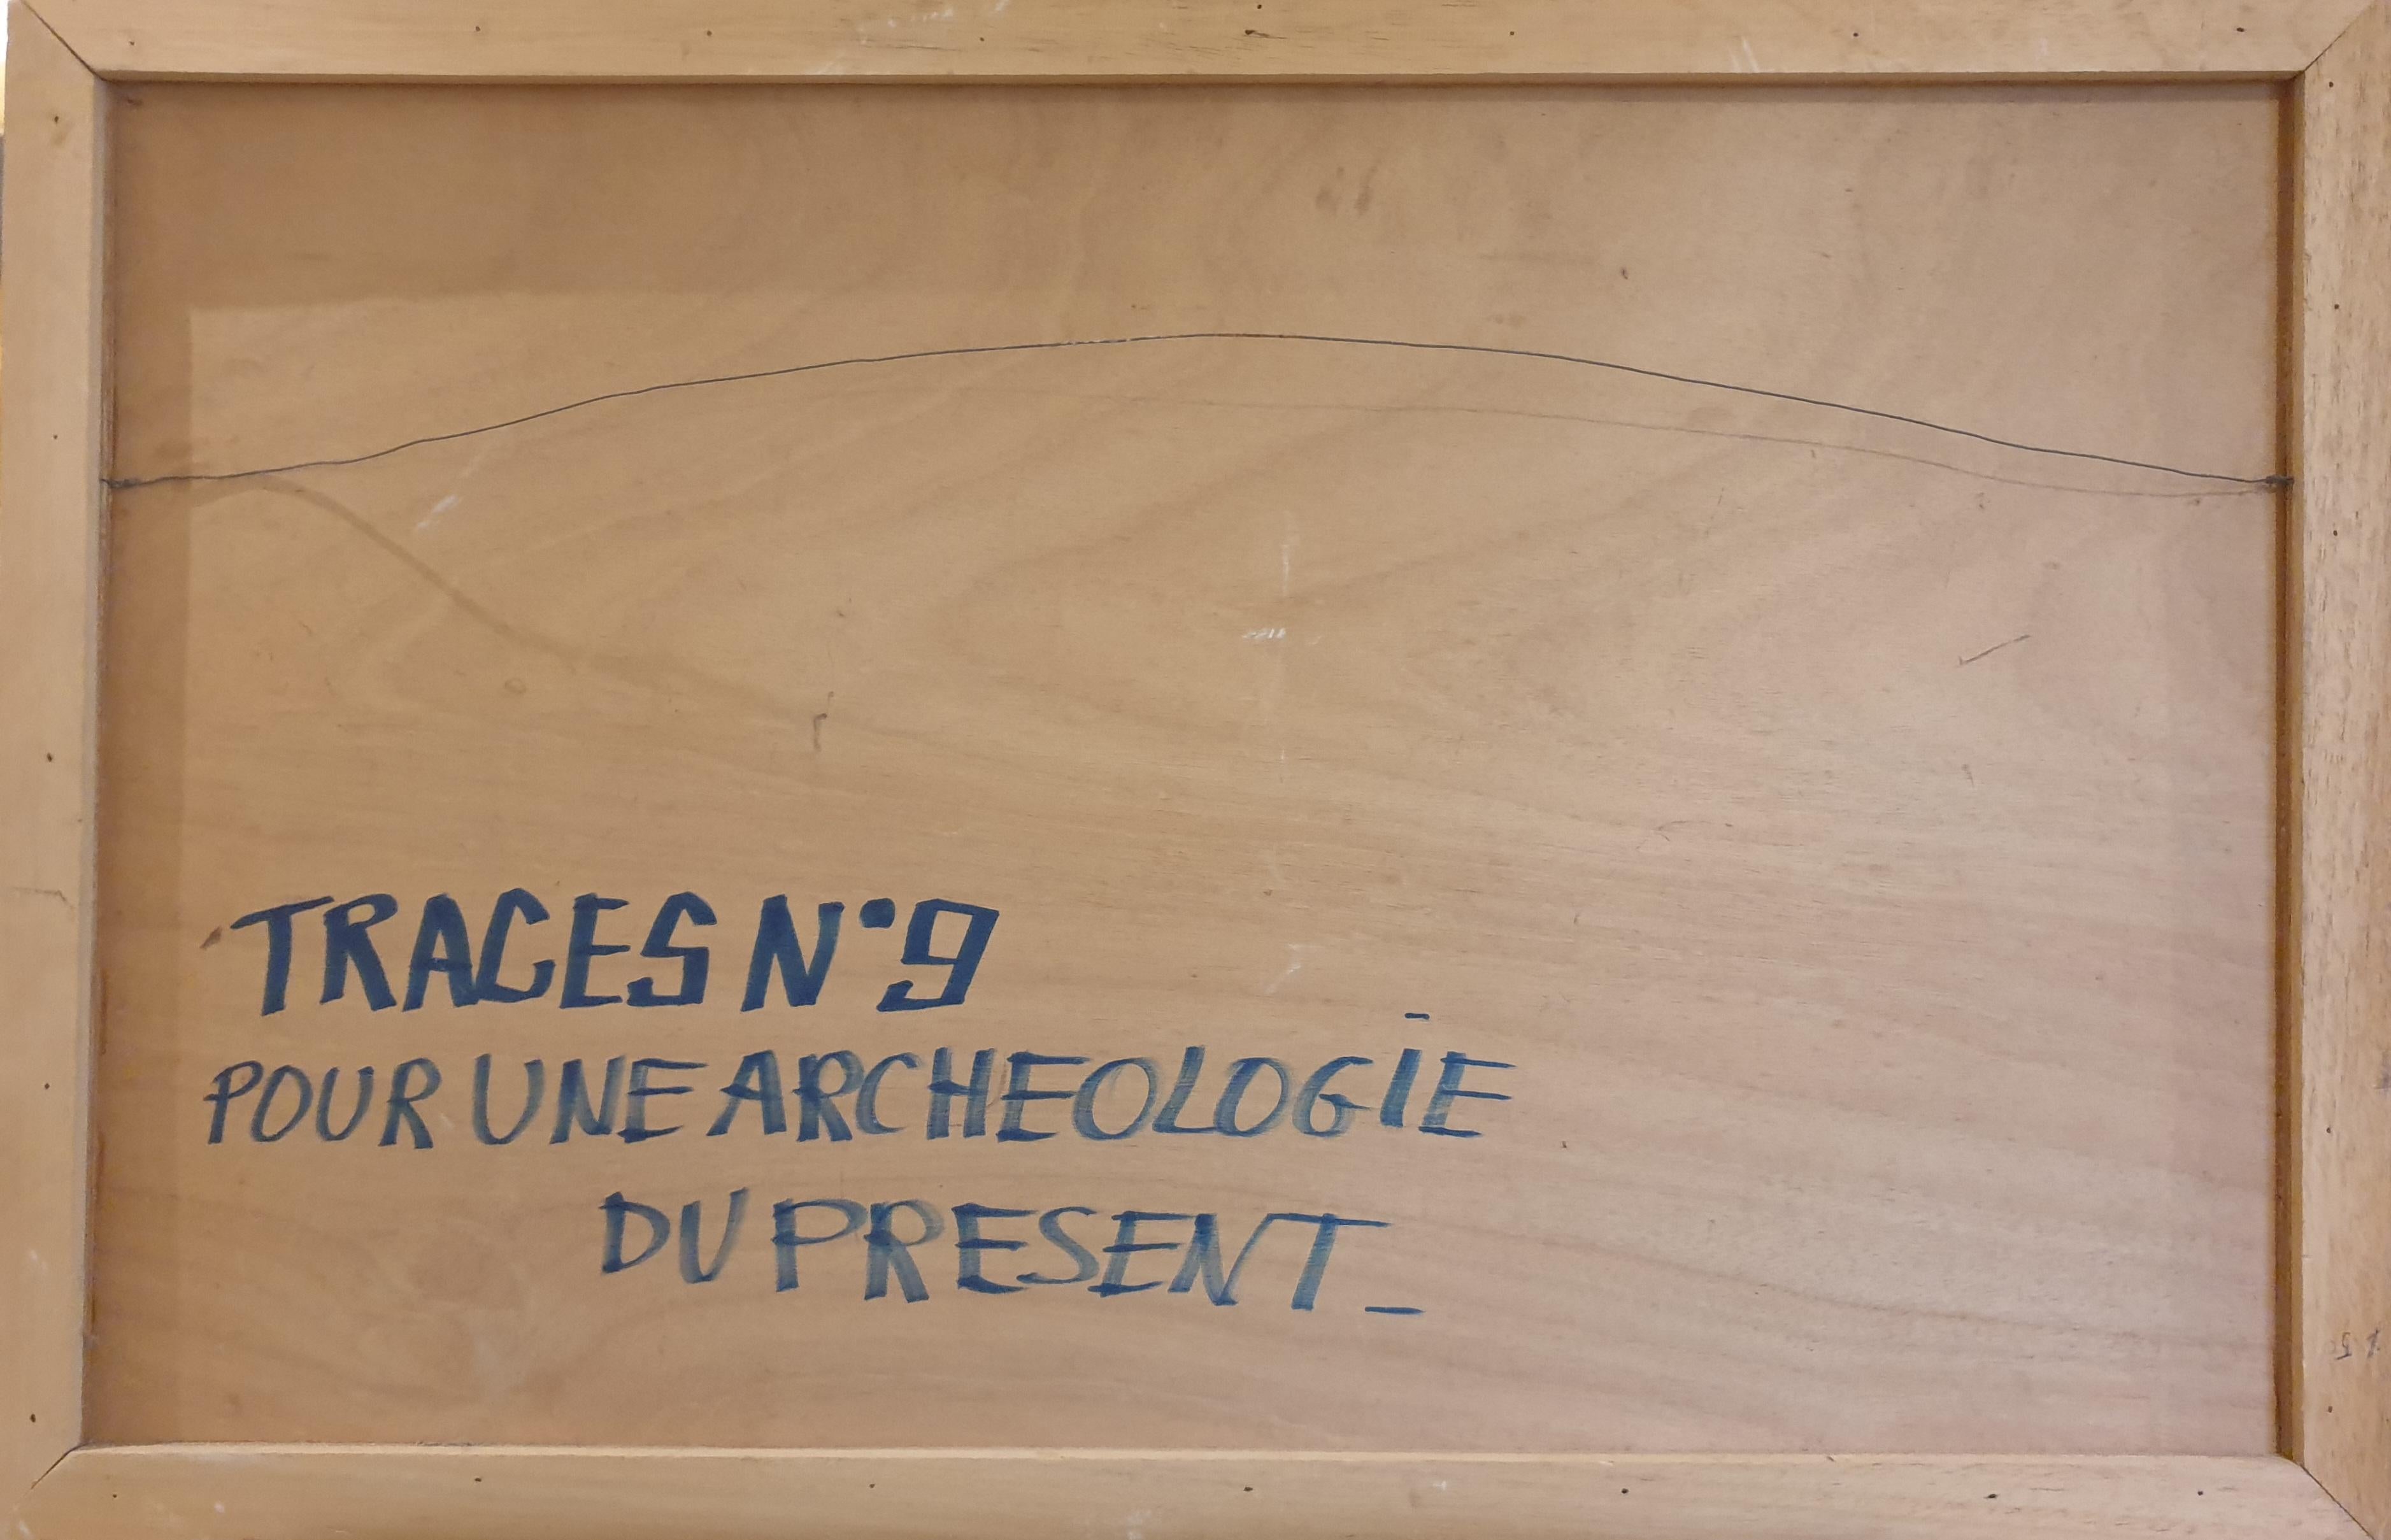 TRACES N°9
POUR UNE ARCHEOLOGIE
DU PRESENT_